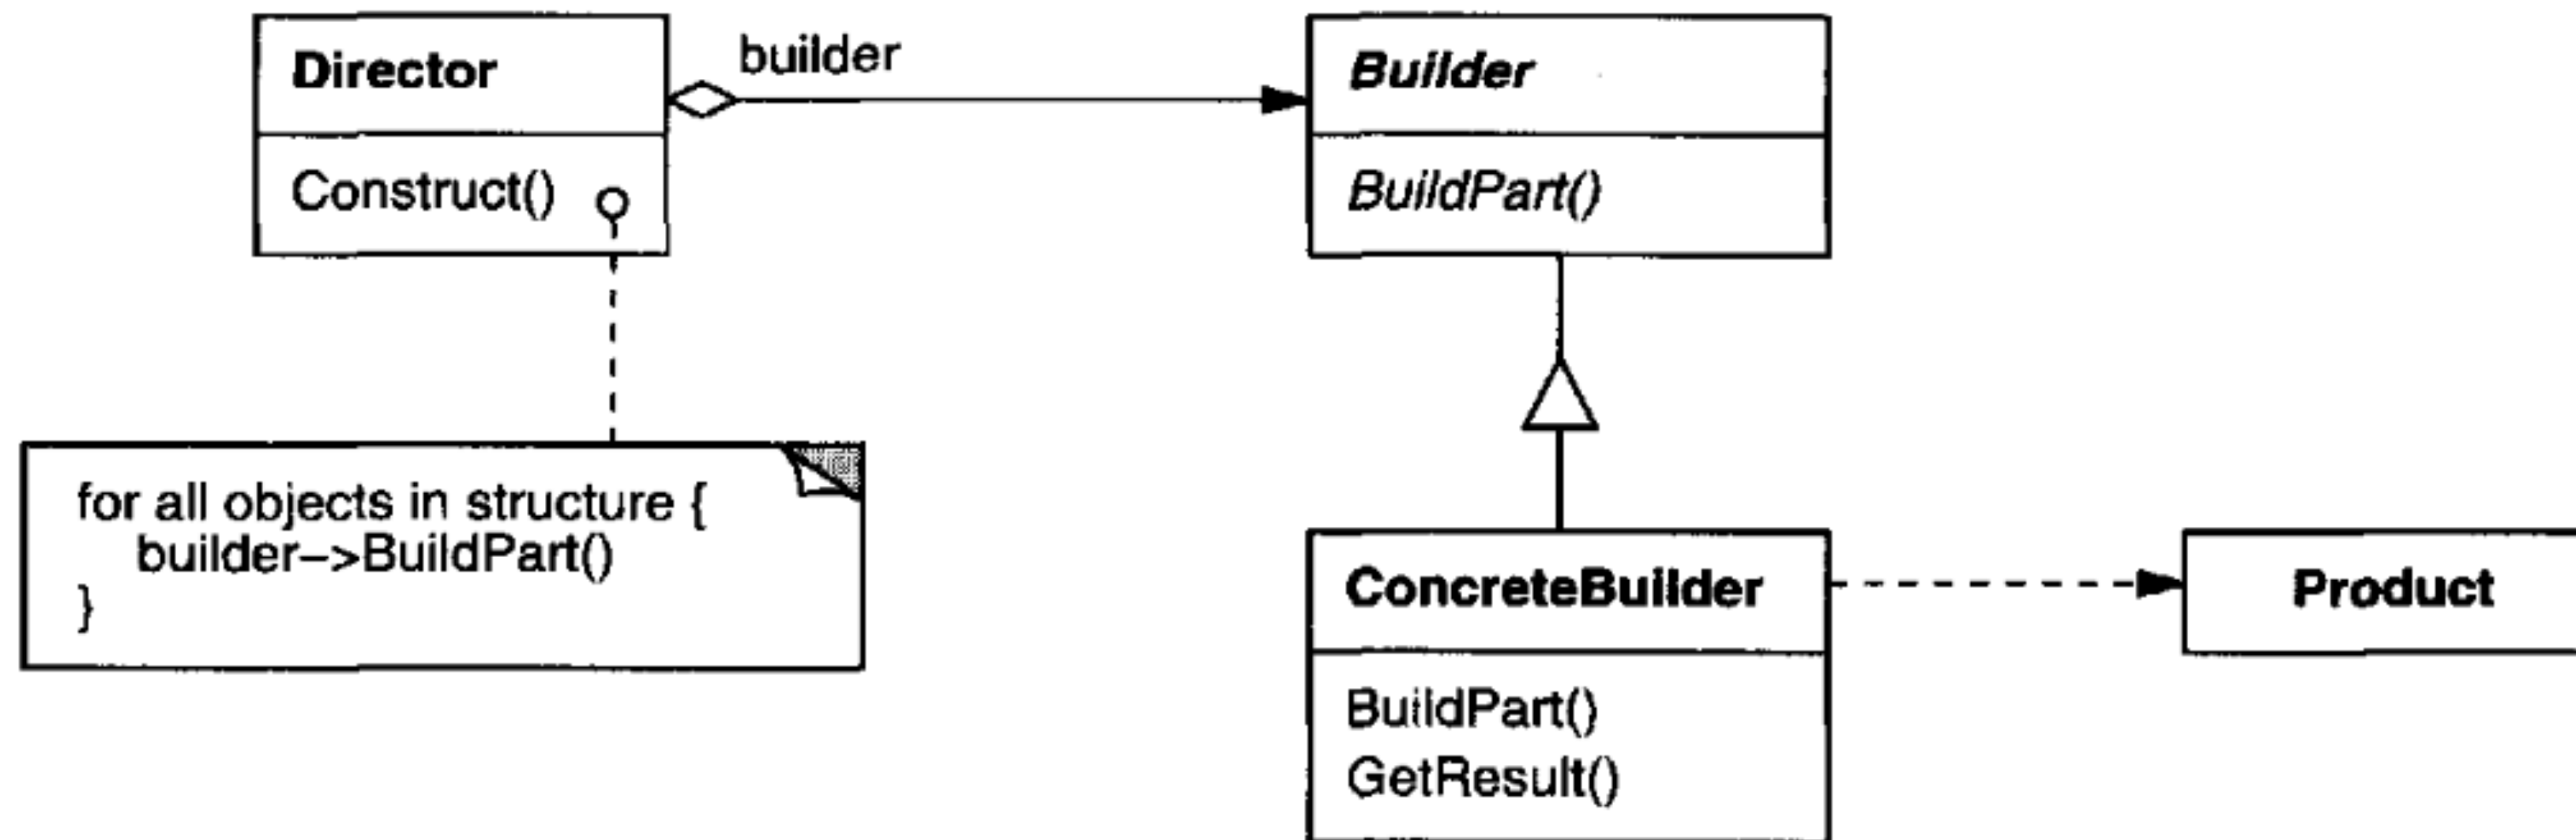 Director
Construct()
builder
Builder
BuildPart()
for all objects in structure {
builder–>BuildPart()
}
ConcreteBuilder
BuildPart()
GetResult()
Product